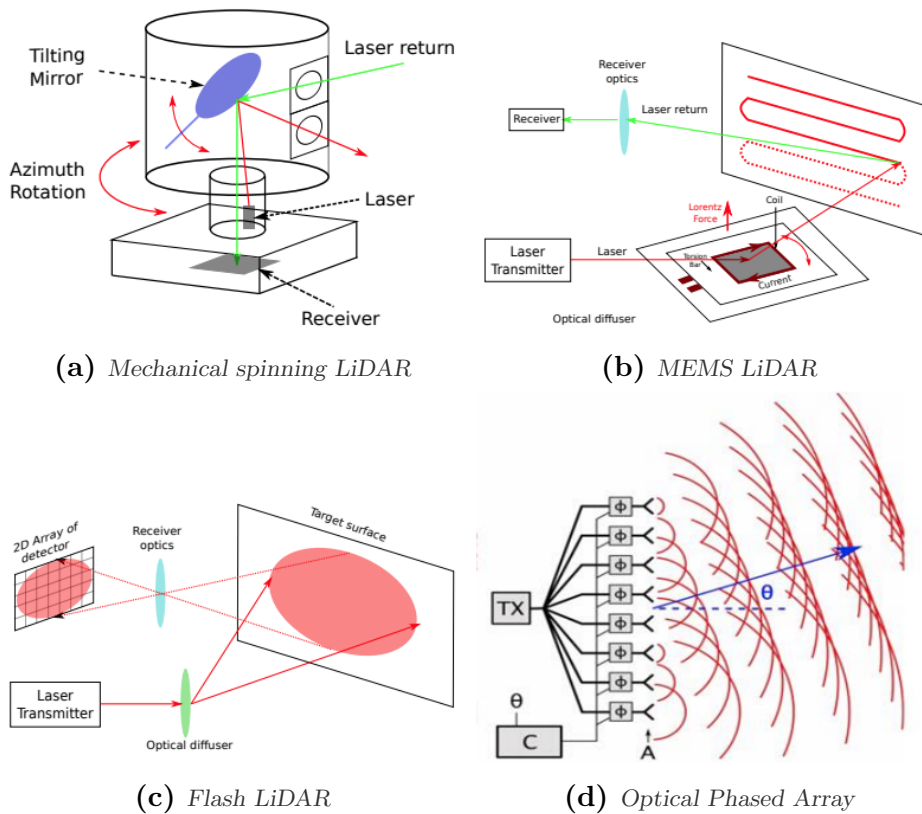 Tilting
Mirror
Laser return
Azimuth
Rotation
Laser
Receiver
(a) Mechanical spinning LiDAR
Receiver
optics
Laser return
Receiver
Lorentz
Force
Coil
Laser
Transmitter
Laser
Torsion
Bar
Current
Optical diffuser
(b) MEMS LiDAR
Target surface
2D Array of
detector
Receiver
optics
Laser
Transmitter
Optical diffuser
(c) Flash LiDAR
ϕ
ϕ
ϕ
ϕ
TX
θ
ϕ
ϕ
ϕ
θ
ϕ
C
A
(d) Optical Phased Array